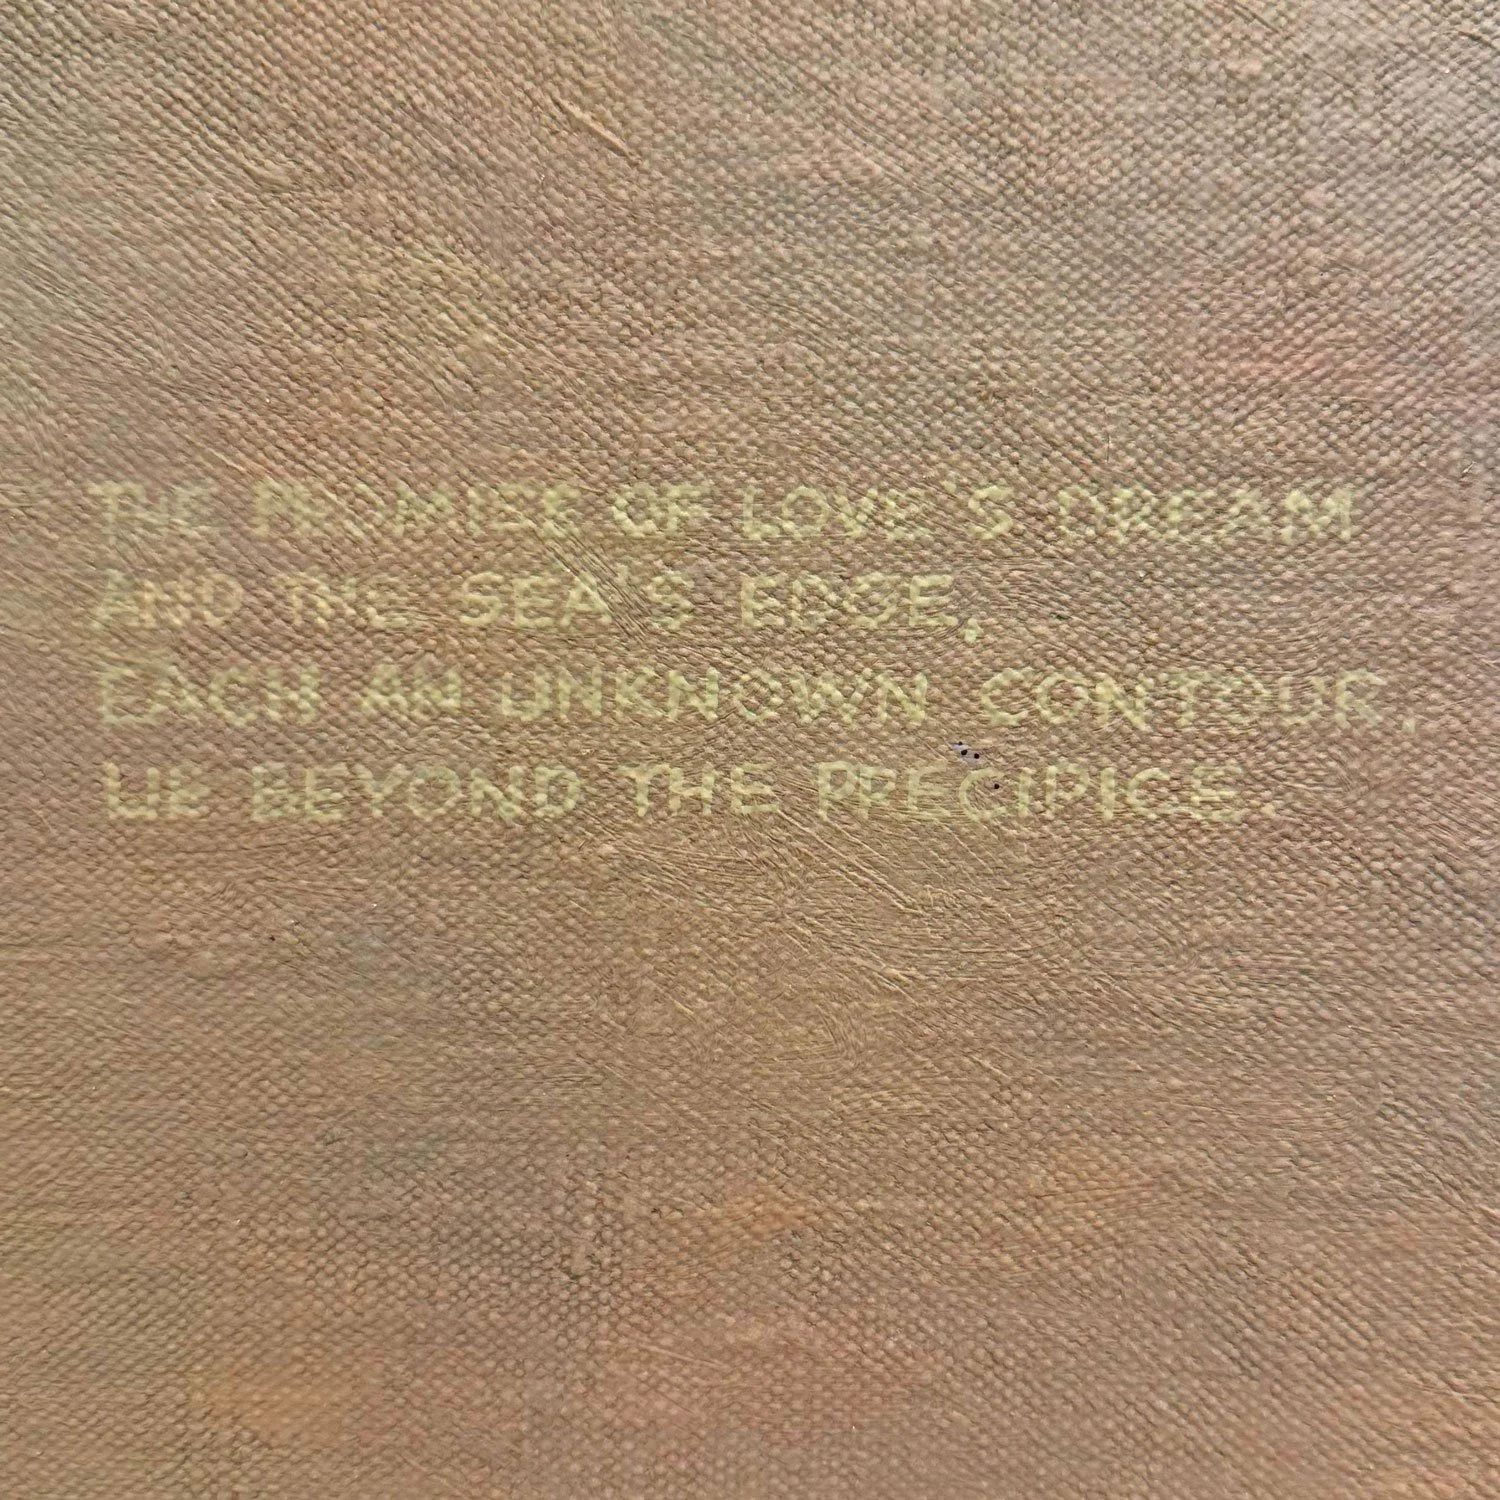 THE PROMISE OF LOVE'S DREAM
AND THE SEA'S EDGE,
EACH AN UNKNOWN CONTOUR,
LIE BEYOND THE PRECIPICE.